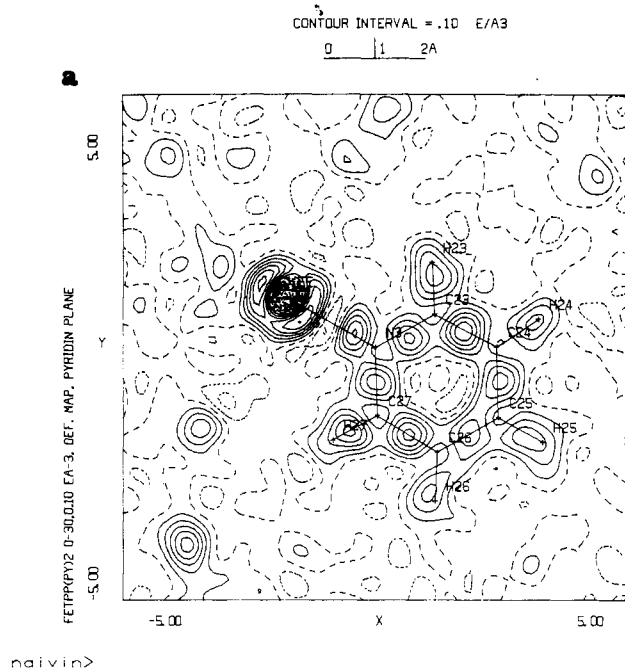 CONTOUR INTERVAL = .10 E/A3
0 1 2A
a
5.00
H23
C23
H24
N3
C24
Y
C27
C25
H27
C26
H25
H26
FETPP(PY)2 0-30,0.10 EA-3, DEF. MAP, PYRIDIN PLANE
-5.00
-5.00 X 5.00
naivin>